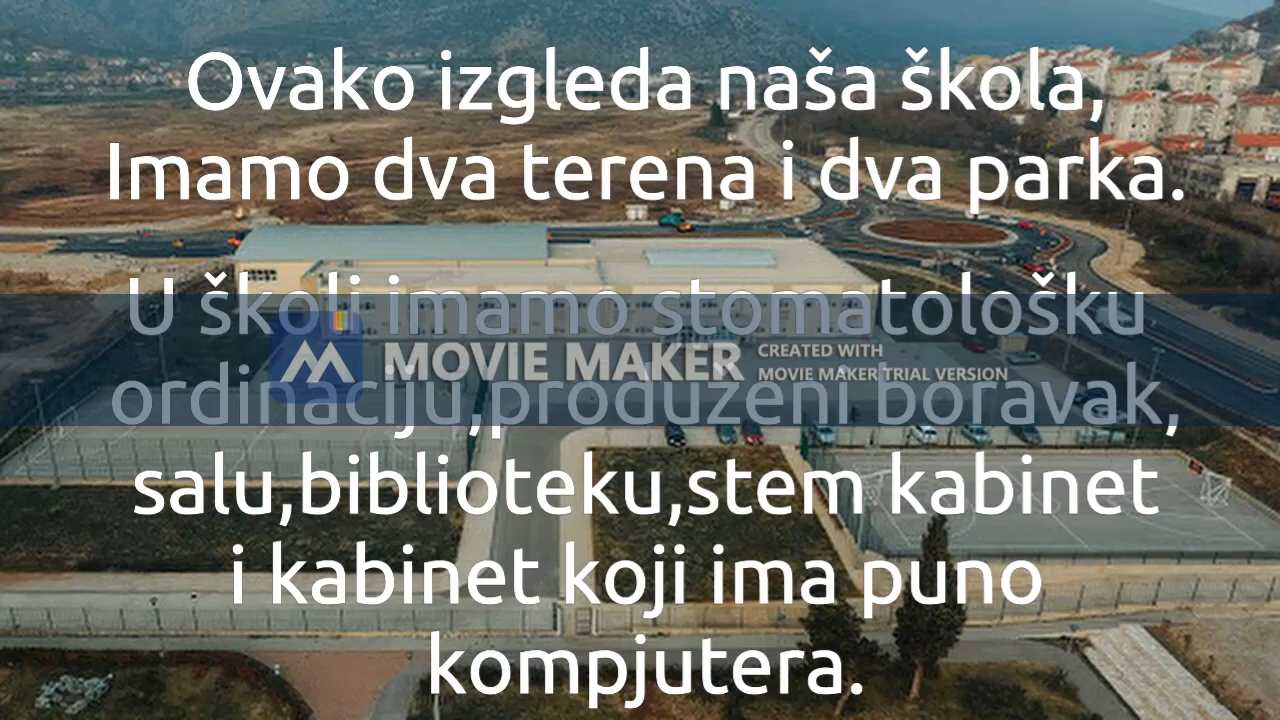 Ovako izgleda naša škola,
Imamo dva terena i dva parka.
U školi imamo stomatološku
ordinaciju,produženi boravak,
salu,biblioteku,stem kabinet
i kabinet koji ima puno
kompjutera.
MOVIE MAKER
CREATED WITH
MOVIE MAKER TRIAL VERSION